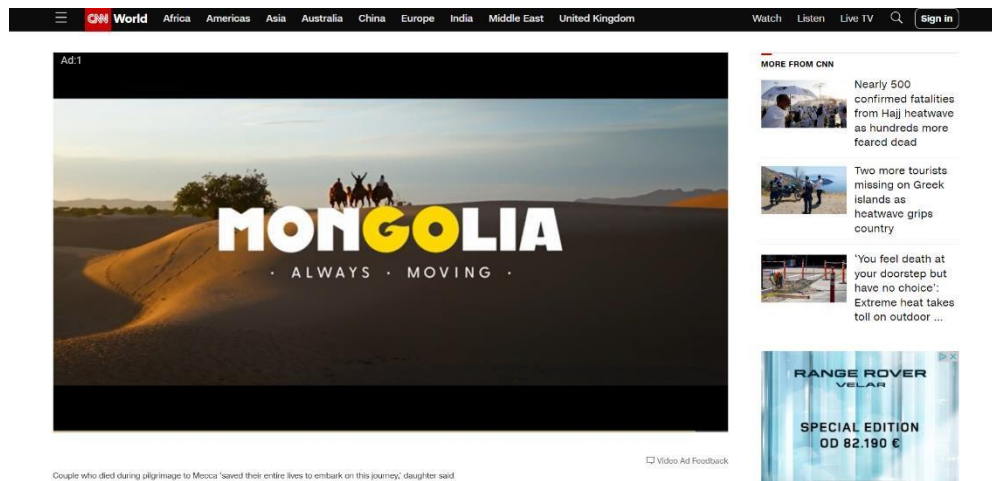 CNN World Africa Americas Asia Australia China Europe India Middle East United Kingdom Watch Listen Live TV Sign in
Ad:1
MONGOLIA
· ALWAYS · MOVING ·
Video Ad Feedback
Couple who died during pilgrimage to Mecca 'saved their entire lives to embark on this journey,' daughter said
MORE FROM CNN
Nearly 500
confirmed fatalities
from Hajj heatwave
as hundreds more
feared dead
Two more tourists
missing on Greek
islands as
heatwave grips
country
'You feel death at
your doorstep but
have no choice':
Extreme heat takes
toll on outdoor ...
RANGE ROVER
VELAR
SPECIAL EDITION
OD 82.190 €